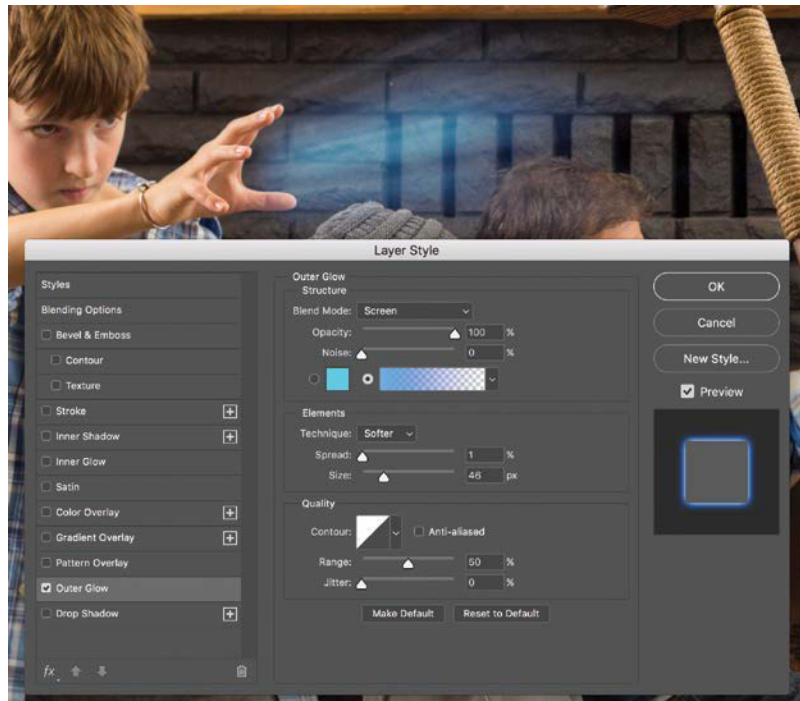 Layer Style
Styles
Blending Options
Bevel & Emboss
Contour
Texture
Stroke
Inner Shadow
Inner Glow
Satin
Color Overlay
Gradient Overlay
Pattern Overlay
Outer Glow
Drop Shadow
fx
Outer Glow
Structure
Blend Mode: Screen
Opacity: 100 %
Noise: 0 %
Elements
Technique: Softer
Spread: 1 %
Size: 46 px
Quality
Contour: Anti-aliased
Range: 50 %
Jitter: 0 %
Make Default Reset to Default
OK
Cancel
New Style...
Preview